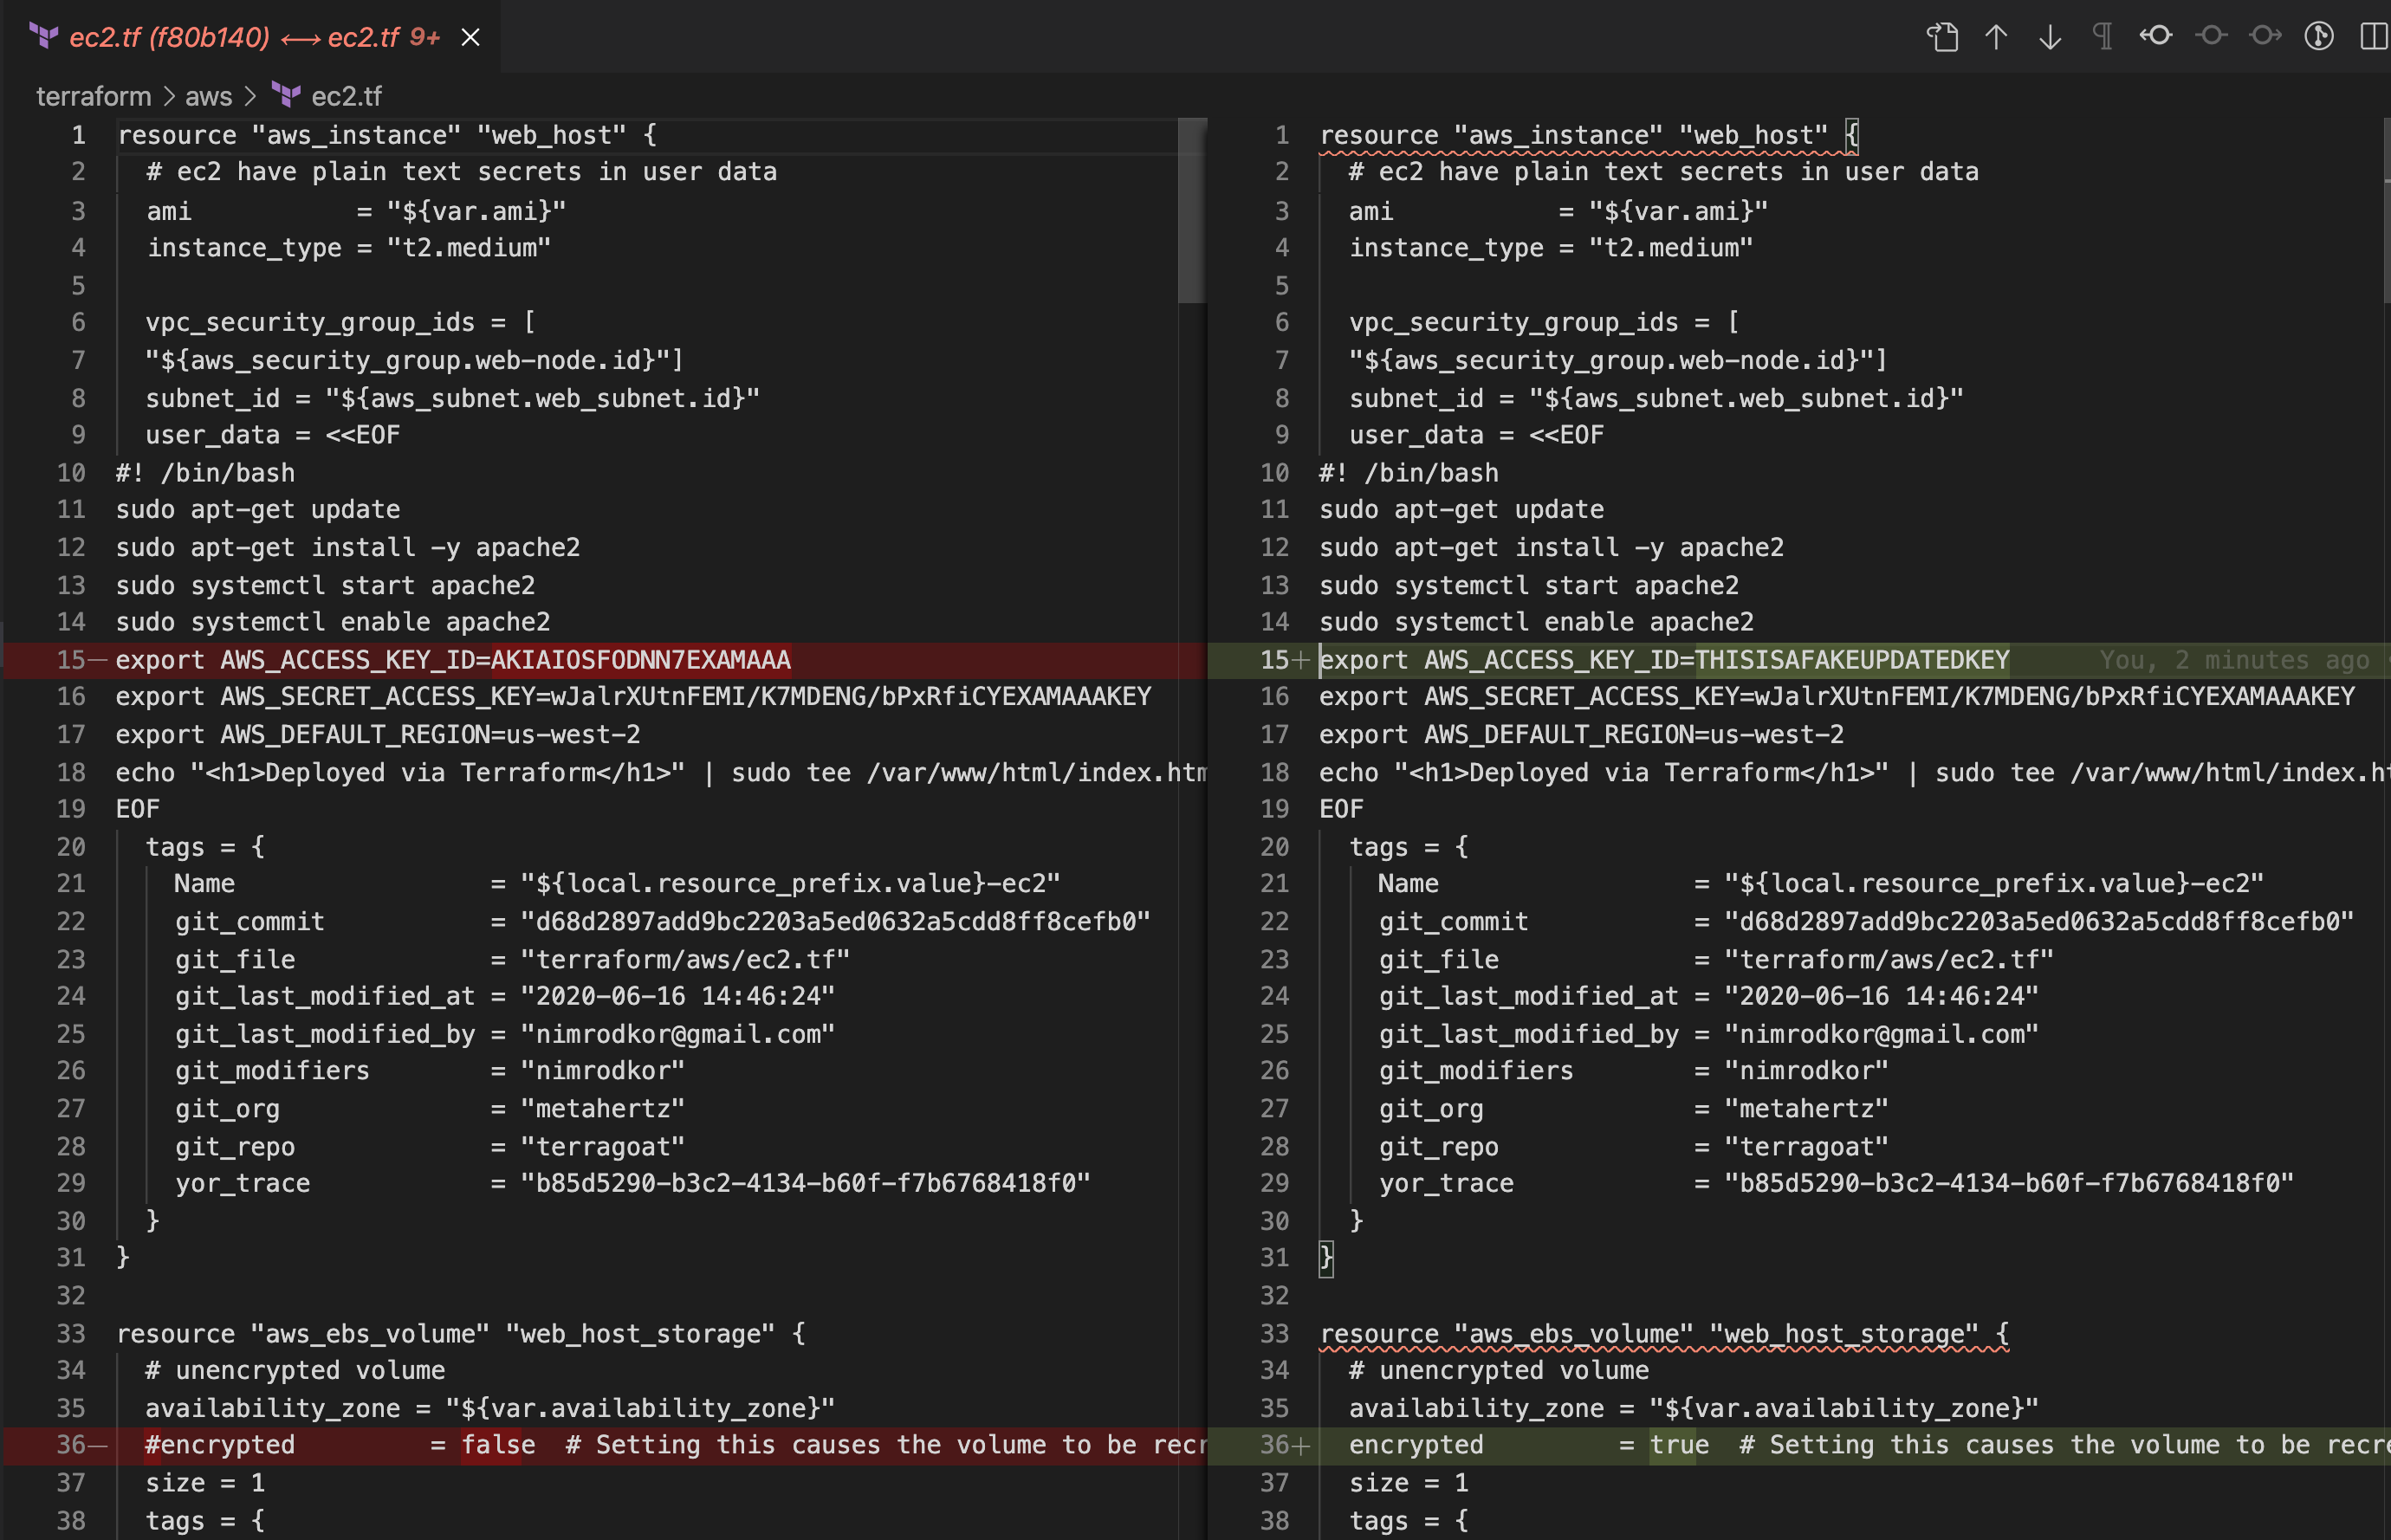 ec2.tf (f80b140) ⟷ ec2.tf 9+
terraform > aws > ec2.tf
1 resource "aws_instance" "web_host" {
2 # ec2 have plain text secrets in user data
3 ami           = "${var.ami}"
4 instance_type = "t2.medium"
5
6 vpc_security_group_ids = [
7 "${aws_security_group.web-node.id}"]
8 subnet_id = "${aws_subnet.web_subnet.id}"
9 user_data = <<EOF
10 #! /bin/bash
11 sudo apt-get update
12 sudo apt-get install -y apache2
13 sudo systemctl start apache2
14 sudo systemctl enable apache2
15— export AWS_ACCESS_KEY_ID=AKIAIOSFODNN7EXAMAAA
16 export AWS_SECRET_ACCESS_KEY=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
17 export AWS_DEFAULT_REGION=us-west-2
18 echo "<h1>Deployed via Terraform</h1>" | sudo tee /var/www/html/index.htm
19 EOF
20 tags = {
21 Name                 = "${local.resource_prefix.value}-ec2"
22 git_commit           = "d68d2897add9bc2203a5ed0632a5cdd8ff8cefb0"
23 git_file             = "terraform/aws/ec2.tf"
24 git_last_modified_at = "2020-06-16 14:46:24"
25 git_last_modified_by = "nimrodkor@gmail.com"
26 git_modifiers        = "nimrodkor"
27 git_org              = "metahertz"
28 git_repo             = "terragoat"
29 yor_trace            = "b85d5290-b3c2-4134-b60f-f7b6768418f0"
30 }
31 }
32
33 resource "aws_ebs_volume" "web_host_storage" {
34 # unencrypted volume
35 availability_zone = "${var.availability_zone}"
36— #encrypted         = false  # Setting this causes the volume to be recr
37 size = 1
38 tags = {
1 resource "aws_instance" "web_host" {
2 # ec2 have plain text secrets in user data
3 ami           = "${var.ami}"
4 instance_type = "t2.medium"
5
6 vpc_security_group_ids = [
7 "${aws_security_group.web-node.id}"]
8 subnet_id = "${aws_subnet.web_subnet.id}"
9 user_data = <<EOF
10 #! /bin/bash
11 sudo apt-get update
12 sudo apt-get install -y apache2
13 sudo systemctl start apache2
14 sudo systemctl enable apache2
15+ export AWS_ACCESS_KEY_ID=THISISAFAKEUPDATEDKEY You, 2 minutes ago
16 export AWS_SECRET_ACCESS_KEY=wJalrXUtnFEMI/K7MDENG/bPxRfiCYEXAMAAAKEY
17 export AWS_DEFAULT_REGION=us-west-2
18 echo "<h1>Deployed via Terraform</h1>" | sudo tee /var/www/html/index.ht
19 EOF
20 tags = {
21 Name                 = "${local.resource_prefix.value}-ec2"
22 git_commit           = "d68d2897add9bc2203a5ed0632a5cdd8ff8cefb0"
23 git_file             = "terraform/aws/ec2.tf"
24 git_last_modified_at = "2020-06-16 14:46:24"
25 git_last_modified_by = "nimrodkor@gmail.com"
26 git_modifiers        = "nimrodkor"
27 git_org              = "metahertz"
28 git_repo             = "terragoat"
29 yor_trace            = "b85d5290-b3c2-4134-b60f-f7b6768418f0"
30 }
31 }
32
33 resource "aws_ebs_volume" "web_host_storage" {
34 # unencrypted volume
35 availability_zone = "${var.availability_zone}"
36+ encrypted         = true  # Setting this causes the volume to be recre
37 size = 1
38 tags = {